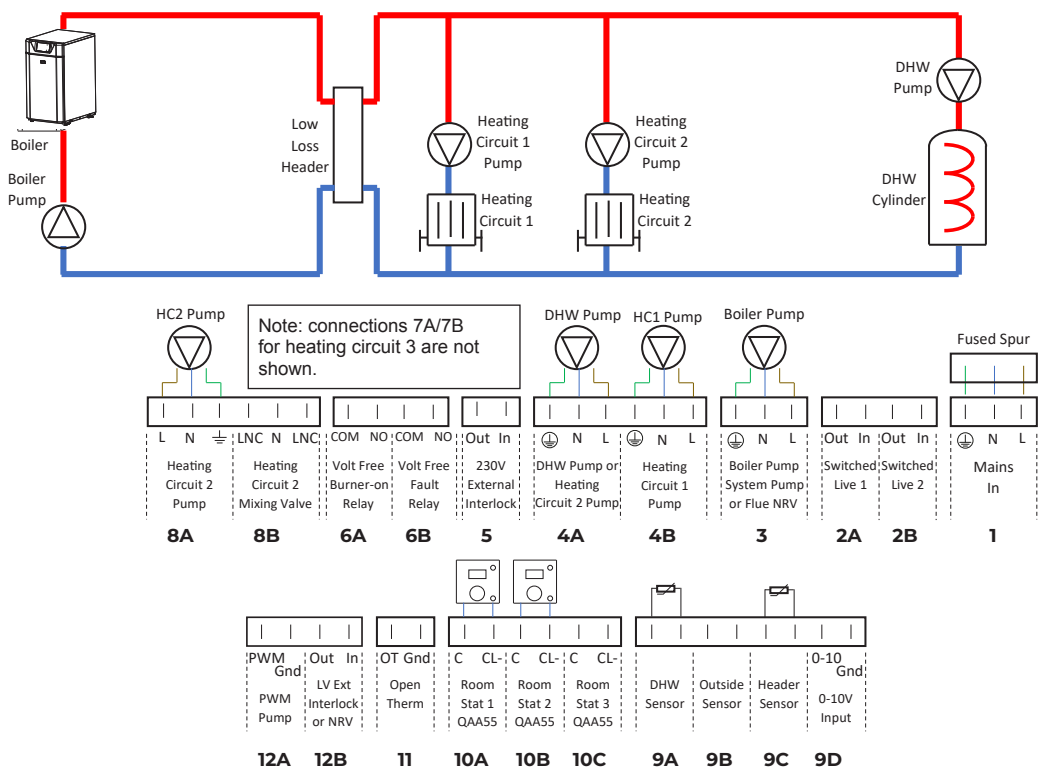 Boiler
Boiler
Pump
Low
Loss
Header
Heating
Circuit 1
Pump
Heating
Circuit 1
Heating
Circuit 2
Pump
Heating
Circuit 2
DHW
Pump
DHW
Cylinder
HC2 Pump
Note: connections 7A/7B
for heating circuit 3 are not
shown.
DHW Pump
HC1 Pump
Boiler Pump
Fused Spur
L N LNC N LNC
COM NO COM NO
Out In
N L N L
N L
Out In Out In
N L
Heating
Circuit 2
Pump
Heating
Circuit 2
Mixing Valve
Volt Free
Burner-on
Relay
Volt Free
Fault
Relay
230V
External
Interlock
DHW Pump or
Heating
Circuit 2 Pump
Heating
Circuit 1
Pump
Boiler Pump
System Pump
or Flue NRV
Switched
Live 1
Switched
Live 2
Mains
In
8A 8B 6A 6B 5 4A 4B 3 2A 2B 1
PWM
Gnd
Out In
OT Gnd
C CL- C CL- C CL-
0-10
Gnd
PWM
Pump
LV Ext
Interlock
or NRV
Open
Therm
Room
Stat 1
QAA55
Room
Stat 2
QAA55
Room
Stat 3
QAA55
DHW
Sensor
Outside
Sensor
Header
Sensor
0-10V
Input
12A 12B 11 10A 10B 10C 9A 9B 9C 9D